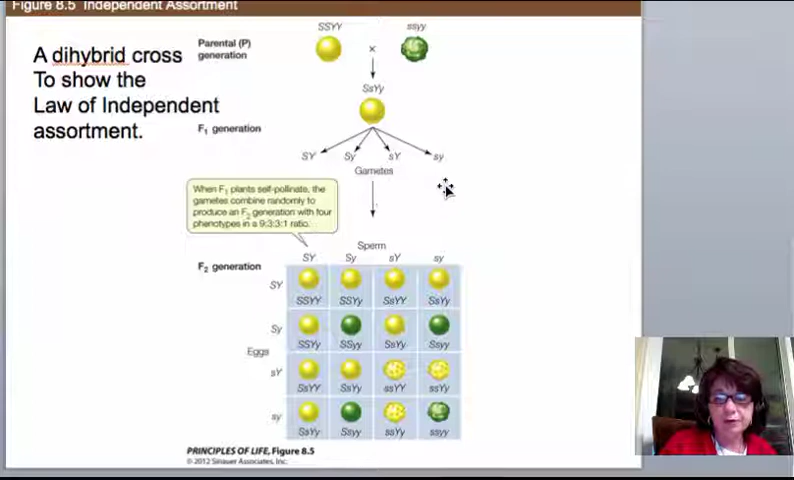 Figure 8.5 Independent Assortment
A dihybrid cross
To show the
Law of Independent
assortment.
Parental (P)
generation
SSYY
×
ssyy
SsYy
F1 generation
SY Sy sY sy
Gametes
When F1 plants self-pollinate, the
gametes combine randomly to
produce an F2 generation with four
phenotypes in a 9:3:3:1 ratio.
Sperm
SY Sy sY sy
F2 generation
SY
SSYY SSYy SsYY SsYy
Sy
SSYy SSyy SsYy Ssyy
Eggs
sY
SsYY SsYy ssYY ssYy
sy
SsYy Ssyy ssYy ssyy
PRINCIPLES OF LIFE, Figure 8.5
© 2012 Sinauer Associates, Inc.